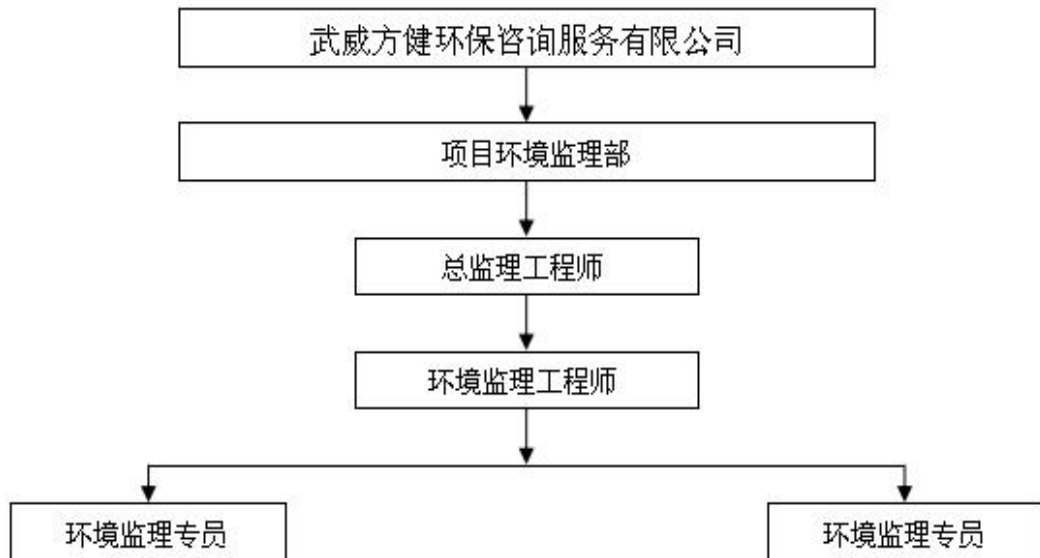 武威方健环保咨询服务有限公司
项目环境监理部
总监理工程师
环境监理工程师
环境监理专员
环境监理专员